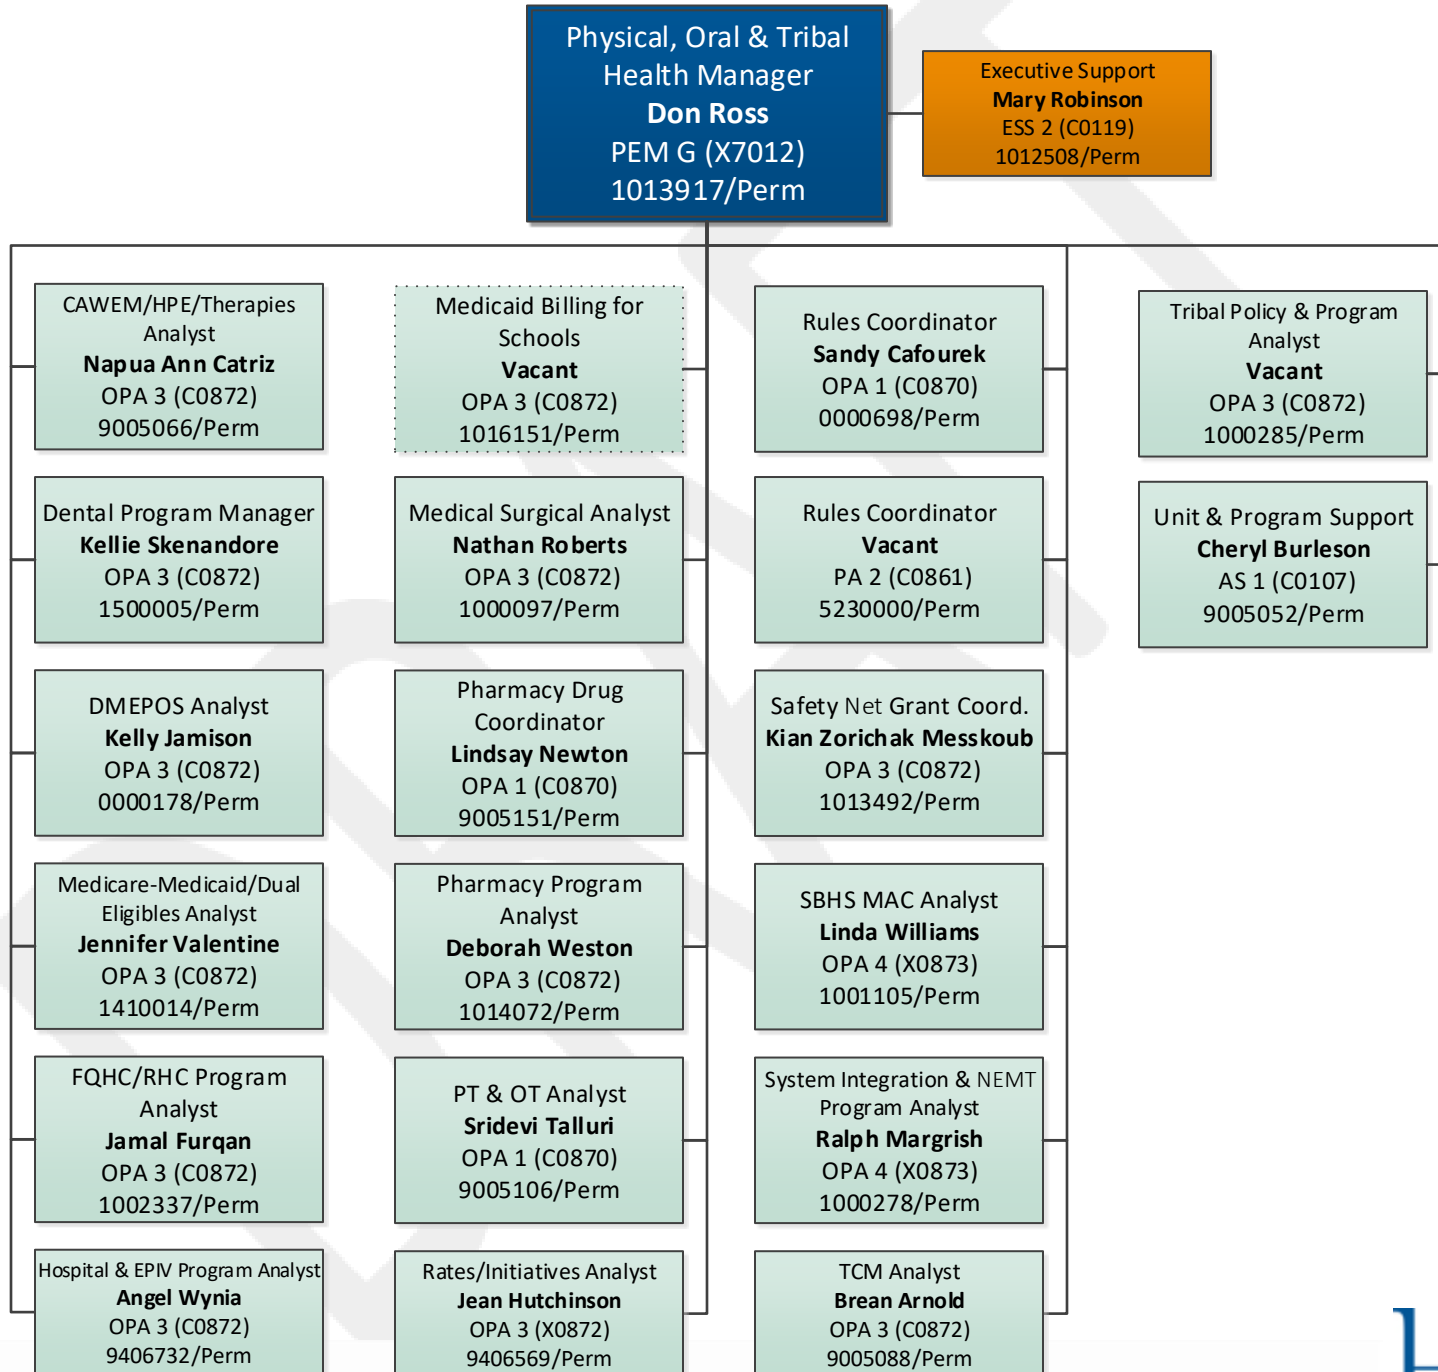 Physical, Oral & Tribal
Health Manager
Don Ross
PEM G (X7012)
1013917/Perm
Executive Support
Mary Robinson
ESS 2 (C0119)
1012508/Perm
CAWEM/HPE/Therapies
Analyst
Napua Ann Catriz
OPA 3 (C0872)
9005066/Perm
Dental Program Manager
Kellie Skenandore
OPA 3 (C0872)
1500005/Perm
DMEPOS Analyst
Kelly Jamison
OPA 3 (C0872)
0000178/Perm
Medicare-Medicaid/Dual
Eligibles Analyst
Jennifer Valentine
OPA 3 (C0872)
1410014/Perm
FQHC/RHC Program
Analyst
Jamal Furqan
OPA 3 (C0872)
1002337/Perm
Hospital & EPIV Program Analyst
Angel Wynia
OPA 3 (C0872)
9406732/Perm
Medicaid Billing for
Schools
Vacant
OPA 3 (C0872)
1016151/Perm
Medical Surgical Analyst
Nathan Roberts
OPA 3 (C0872)
1000097/Perm
Pharmacy Drug
Coordinator
Lindsay Newton
OPA 1 (C0870)
9005151/Perm
Pharmacy Program
Analyst
Deborah Weston
OPA 3 (C0872)
1014072/Perm
PT & OT Analyst
Sridevi Talluri
OPA 1 (C0870)
9005106/Perm
Rates/Initiatives Analyst
Jean Hutchinson
OPA 3 (X0872)
9406569/Perm
Rules Coordinator
Sandy Cafourek
OPA 1 (C0870)
0000698/Perm
Rules Coordinator
Vacant
PA 2 (C0861)
5230000/Perm
Safety Net Grant Coord.
Kian Zorichak Messkoub
OPA 3 (C0872)
1013492/Perm
SBHS MAC Analyst
Linda Williams
OPA 4 (X0873)
1001105/Perm
System Integration & NEMT
Program Analyst
Ralph Margrish
OPA 4 (X0873)
1000278/Perm
TCM Analyst
Brean Arnold
OPA 3 (C0872)
9005088/Perm
Tribal Policy & Program
Analyst
Vacant
OPA 3 (C0872)
1000285/Perm
Unit & Program Support
Cheryl Burleson
AS 1 (C0107)
9005052/Perm